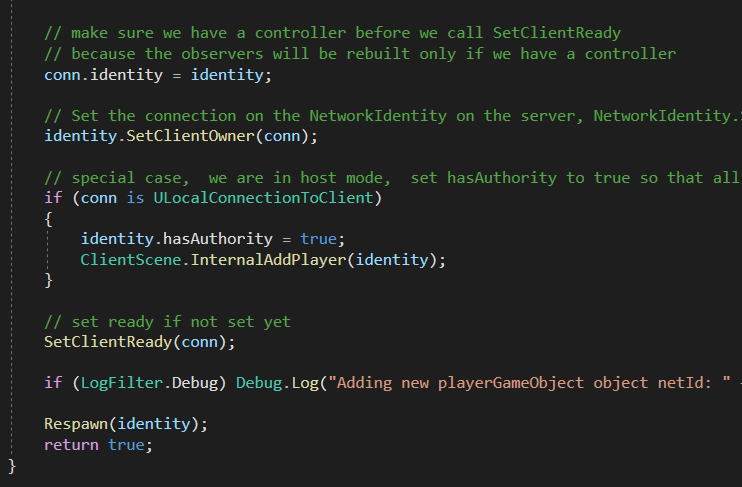 // make sure we have a controller before we call SetClientReady
// because the observers will be rebuilt only if we have a controller
conn.identity = identity;
// Set the connection on the NetworkIdentity on the server, NetworkIdentity.
identity.SetClientOwner(conn);
// special case,  we are in host mode,  set hasAuthority to true so that all
if (conn is ULocalConnectionToClient)
{
identity.hasAuthority = true;
ClientScene.InternalAddPlayer(identity);
}
// set ready if not set yet
SetClientReady(conn);
if (LogFilter.Debug) Debug.Log("Adding new playerGameObject object netId: "
Respawn(identity);
return true;
}